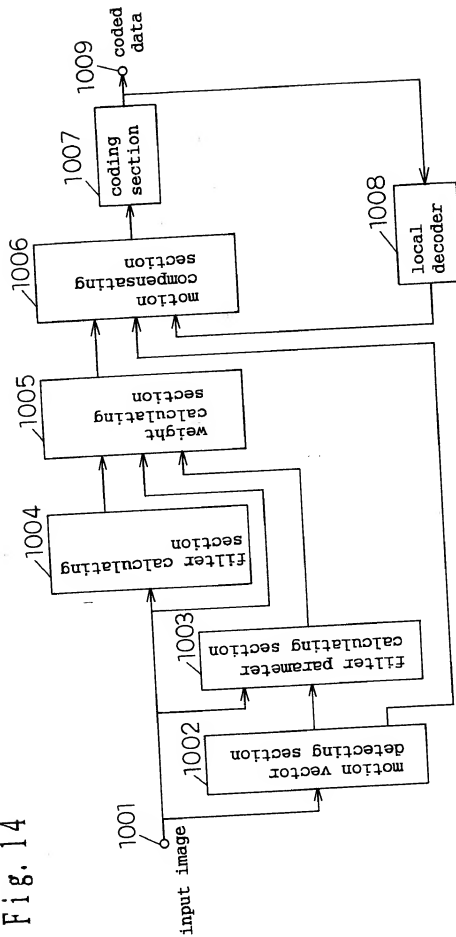 Fig. 14
1001
input image
1002
motion vector
detecting section
1003
filter parameter
calculating section
1004
fillter calculating
section
1005
weight
calculating
section
1006
motion
compensating
section
1007
coding
section
1008
local
decoder
1009
coded
data